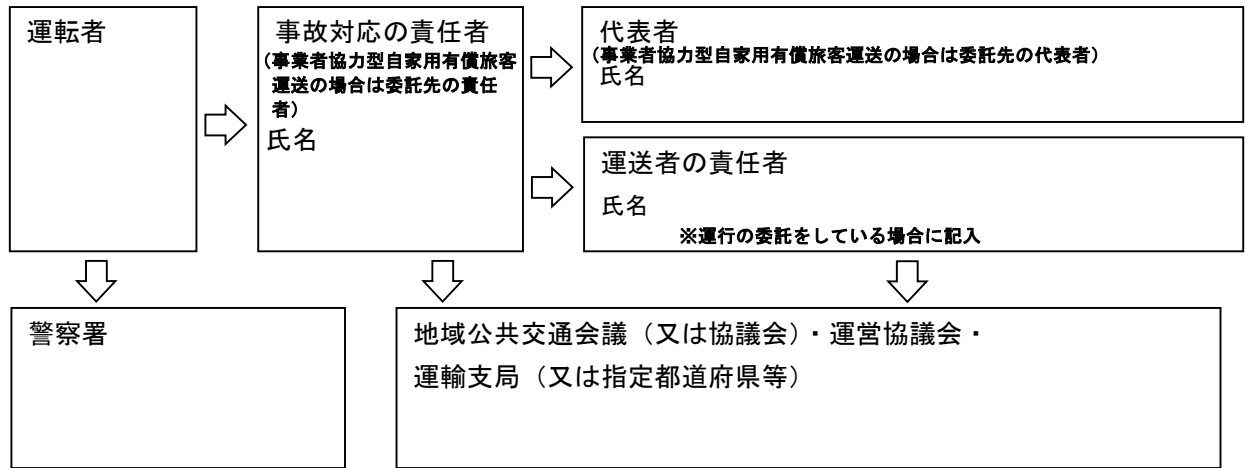 運転者
事故対応の責任者
（事業者協力型自家用有償旅客
運送の場合は委託先の責任
者）
氏名
代表者
（事業者協力型自家用有償旅客運送の場合は委託先の代表者）
氏名
運送者の責任者
氏名
※運行の委託をしている場合に記入
警察署
地域公共交通会議（又は協議会）・運営協議会・
運輸支局（又は指定都道府県等）